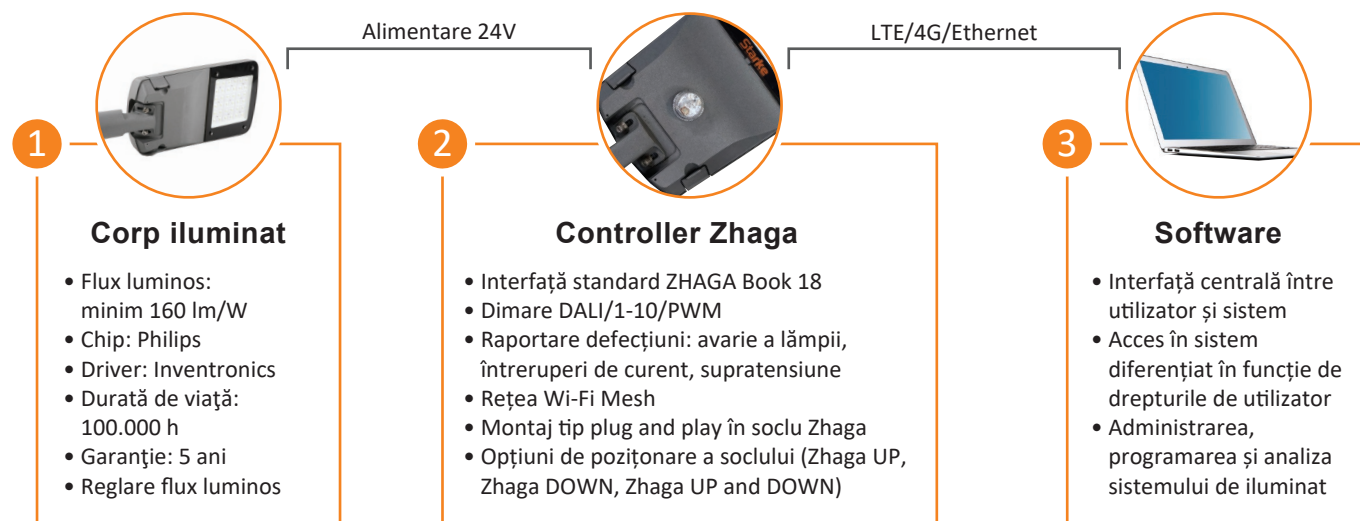 Alimentare 24V
LTE/4G/Ethernet
Starke
1
2
3
Corp iluminat
• Flux luminos:
minim 160 lm/W
• Chip: Philips
• Driver: Inventronics
• Durată de viaţă:
100.000 h
• Garanţie: 5 ani
• Reglare flux luminos
Controller Zhaga
• Interfață standard ZHAGA Book 18
• Dimare DALI/1-10/PWM
• Raportare defecțiuni: avarie a lămpii,
întreruperi de curent, supratensiune
• Rețea Wi-Fi Mesh
• Montaj tip plug and play în soclu Zhaga
• Opțiuni de pozițonare a soclului (Zhaga UP,
Zhaga DOWN, Zhaga UP and DOWN)
Software
• Interfață centrală între
utilizator și sistem
• Acces în sistem
diferențiat în funcție de
drepturile de utilizator
• Administrarea,
programarea și analiza
sistemului de iluminat